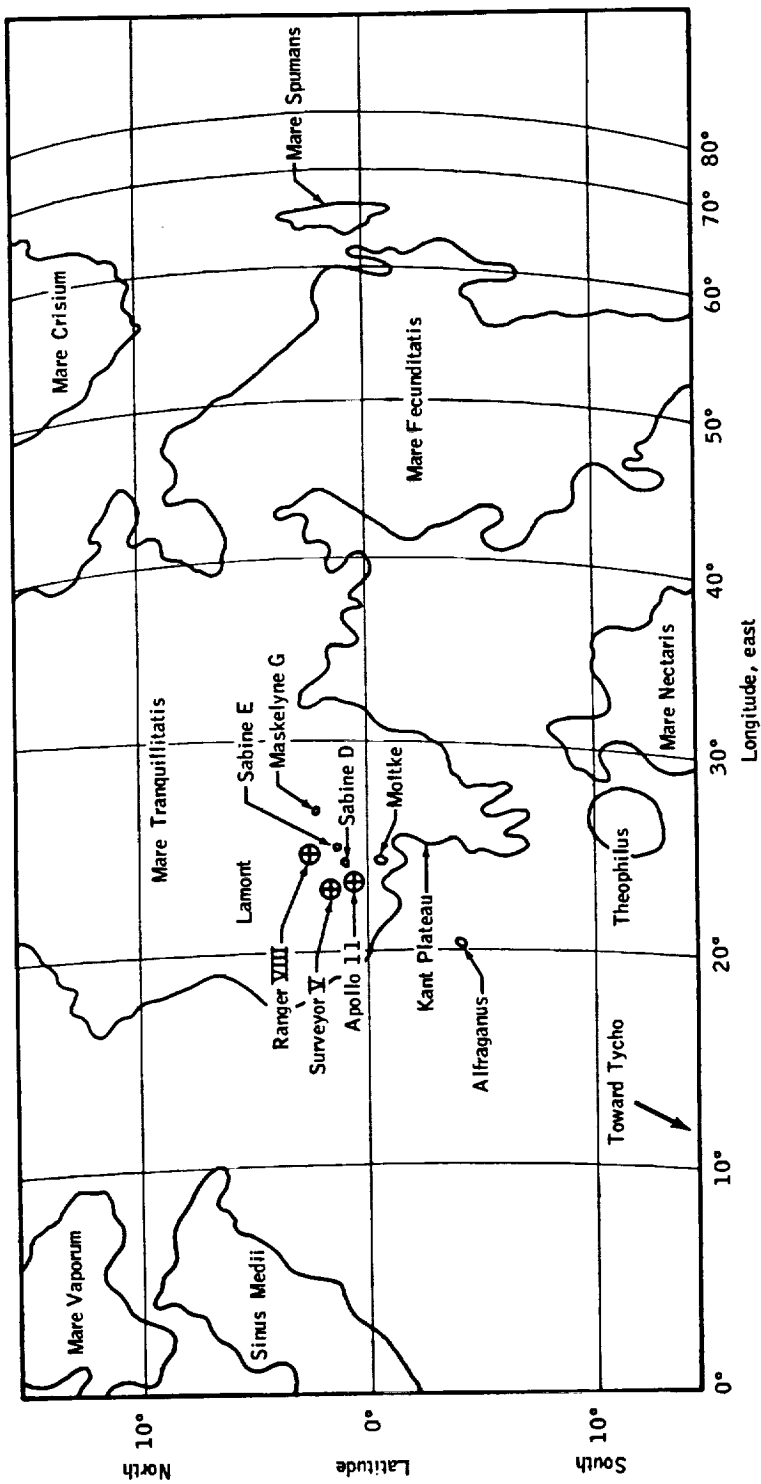 Mare Vaporum
Sinus Medii
Mare Tranquillitatis
Lamont
Sabine E
Maskelyne G
Ranger VIII
Surveyor V
Apollo 11
Sabine D
Moltke
Kant Plateau
Alfraganus
Theophilus
Toward Tycho
Mare Nectaris
Mare Crisium
Mare Fecunditatis
Mare Spumans
North
Latitude
South
10°
0°
10°
0°
10°
20°
30°
40°
50°
60°
70°
80°
Longitude, east